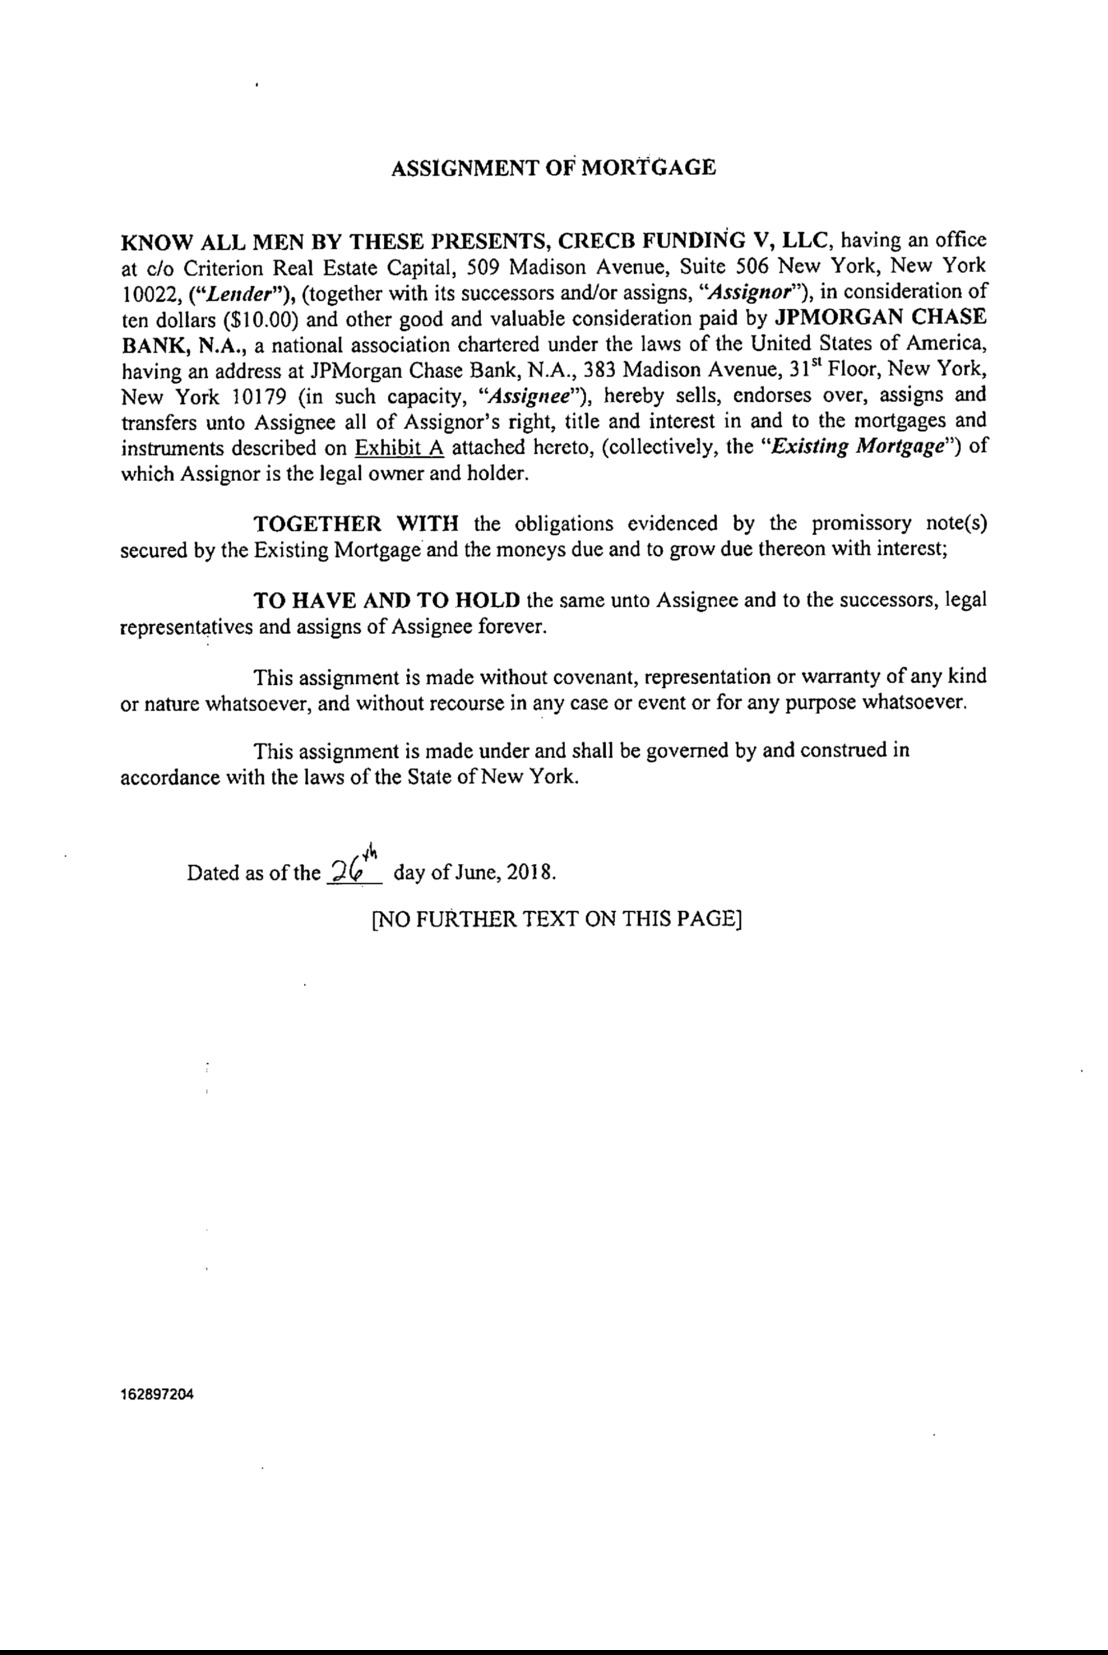 ASSIGNMENT OF MORTGAGE
KNOW ALL MEN BY THESE PRESENTS, CRECB FUNDING V, LLC, having an office
at c/o Criterion Real Estate Capital, 509 Madison Avenue, Suite 506 New York, New York
10022, (“Lender”), (together with its successors and/or assigns, “Assignor”), in consideration of
ten dollars ($10.00) and other good and valuable consideration paid by JPMORGAN CHASE
BANK, N.A., a national association chartered under the laws of the United States of America,
having an address at JPMorgan Chase Bank, N.A., 383 Madison Avenue, 31st Floor, New York,
New York 10179 (in such capacity, “Assignee”), hereby sells, endorses over, assigns and
transfers unto Assignee all of Assignor’s right, title and interest in and to the mortgages and
instruments described on Exhibit A attached hereto, (collectively, the “Existing Mortgage”) of
which Assignor is the legal owner and holder.
TOGETHER WITH the obligations evidenced by the promissory note(s)
secured by the Existing Mortgage and the moneys due and to grow due thereon with interest;
TO HAVE AND TO HOLD the same unto Assignee and to the successors, legal
representatives and assigns of Assignee forever.
This assignment is made without covenant, representation or warranty of any kind
or nature whatsoever, and without recourse in any case or event or for any purpose whatsoever.
This assignment is made under and shall be governed by and construed in
accordance with the laws of the State of New York.
Dated as of the 26th day of June, 2018.
[NO FURTHER TEXT ON THIS PAGE]
162897204